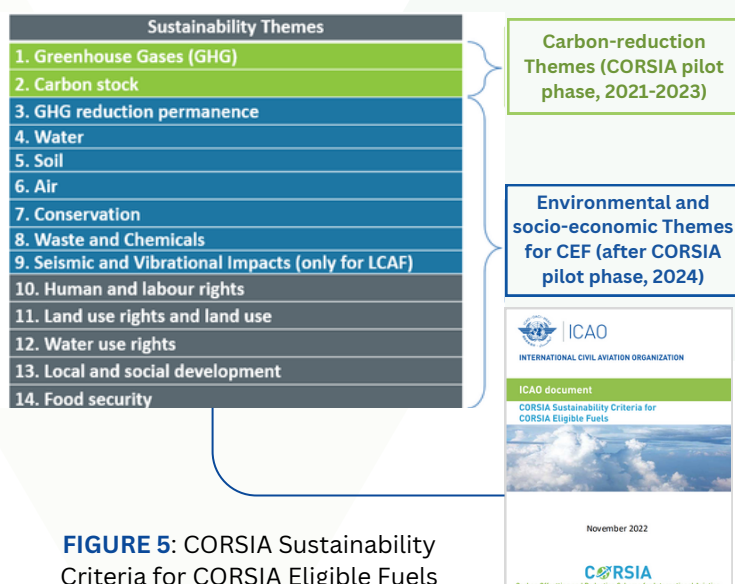 Sustainability Themes
1. Greenhouse Gases (GHG)
2. Carbon stock
3. GHG reduction permanence
4. Water
5. Soil
6. Air
7. Conservation
8. Waste and Chemicals
9. Seismic and Vibrational Impacts (only for LCAF)
10. Human and labour rights
11. Land use rights and land use
12. Water use rights
13. Local and social development
14. Food security
Carbon-reduction
Themes (CORSIA pilot
phase, 2021-2023)
Environmental and
socio-economic Themes
for CEF (after CORSIA
pilot phase, 2024)
ICAO
INTERNATIONAL CIVIL AVIATION ORGANIZATION
ICAO document
CORSIA Sustainability Criteria for
CORSIA Eligible Fuels
November 2022
CORSIA
FIGURE 5: CORSIA Sustainability
Criteria for CORSIA Eligible Fuels